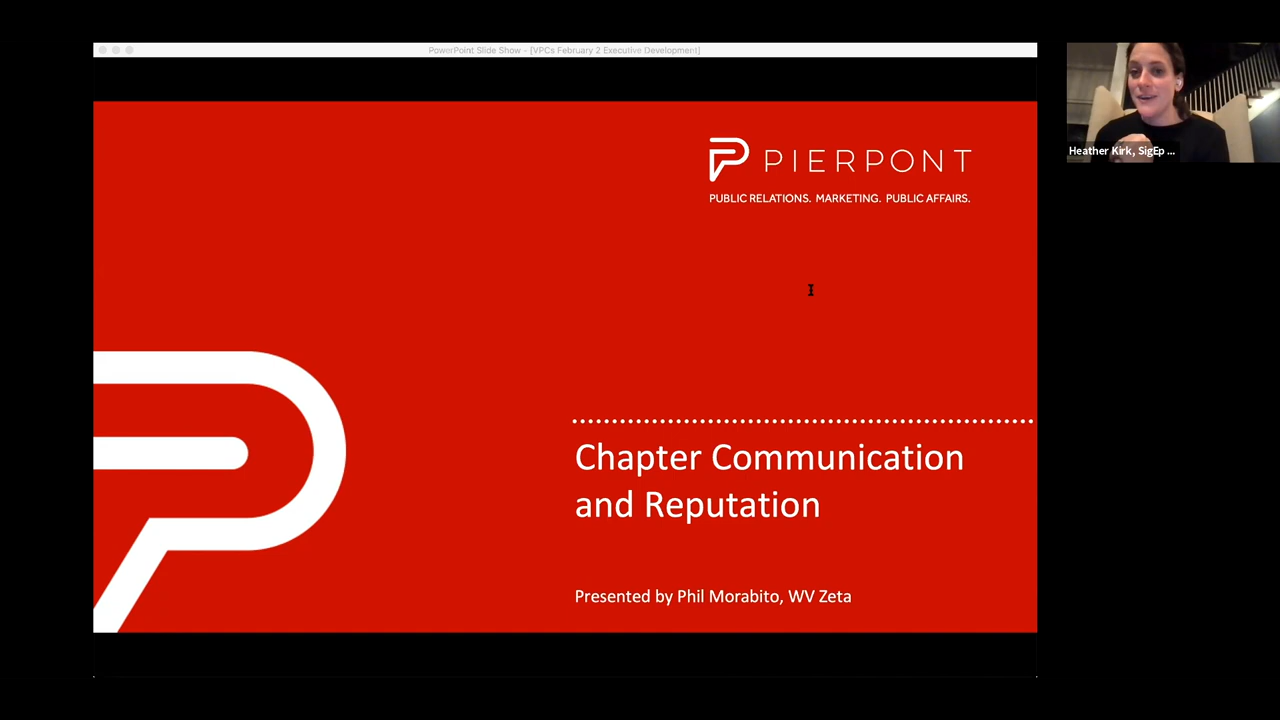 PowerPoint Slide Show - [VPCs February 2 Executive Development]
PIERPONT
PUBLIC RELATIONS. MARKETING. PUBLIC AFFAIRS.
Heather Kirk, SigEp ...
Chapter Communication
and Reputation
Presented by Phil Morabito, WV Zeta